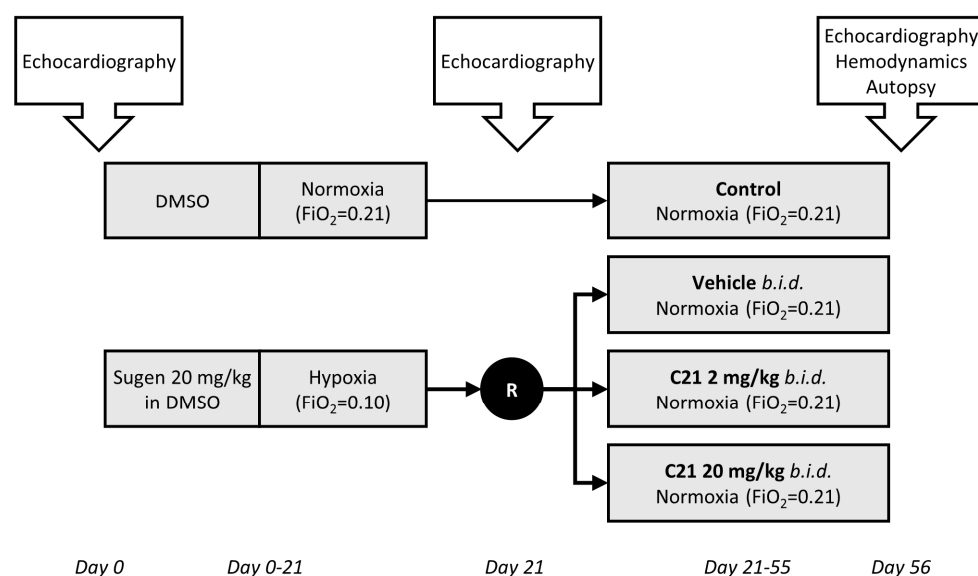 Echocardiography
Echocardiography
Echocardiography
Hemodynamics
Autopsy
DMSO
Normoxia
(FiO₂=0.21)
Control
Normoxia (FiO₂=0.21)
Vehicle b.i.d.
Normoxia (FiO₂=0.21)
Sugen 20 mg/kg
in DMSO
Hypoxia
(FiO₂=0.10)
R
C21 2 mg/kg b.i.d.
Normoxia (FiO₂=0.21)
C21 20 mg/kg b.i.d.
Normoxia (FiO₂=0.21)
Day 0
Day 0-21
Day 21
Day 21-55
Day 56